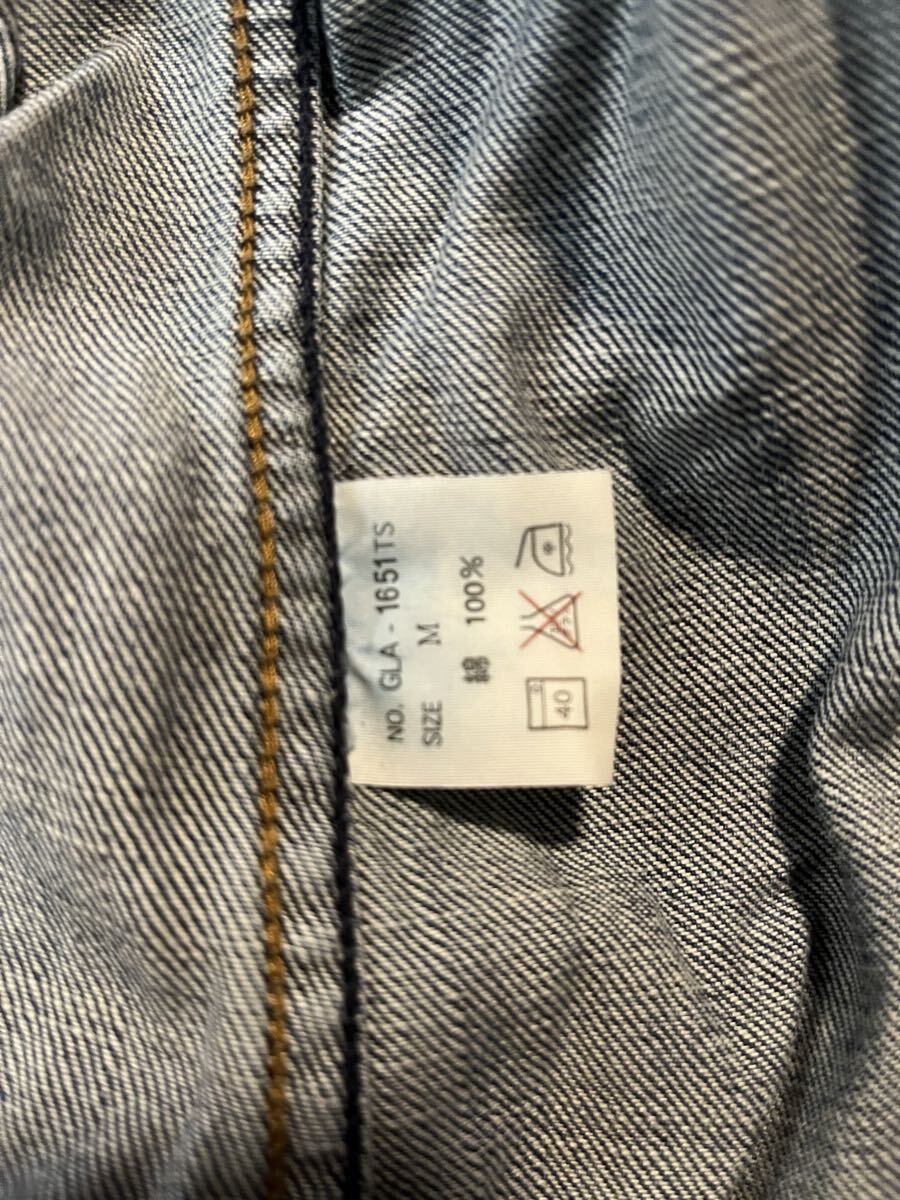 NO. GLA - 1651TS
SIZE M
綿 100%
40